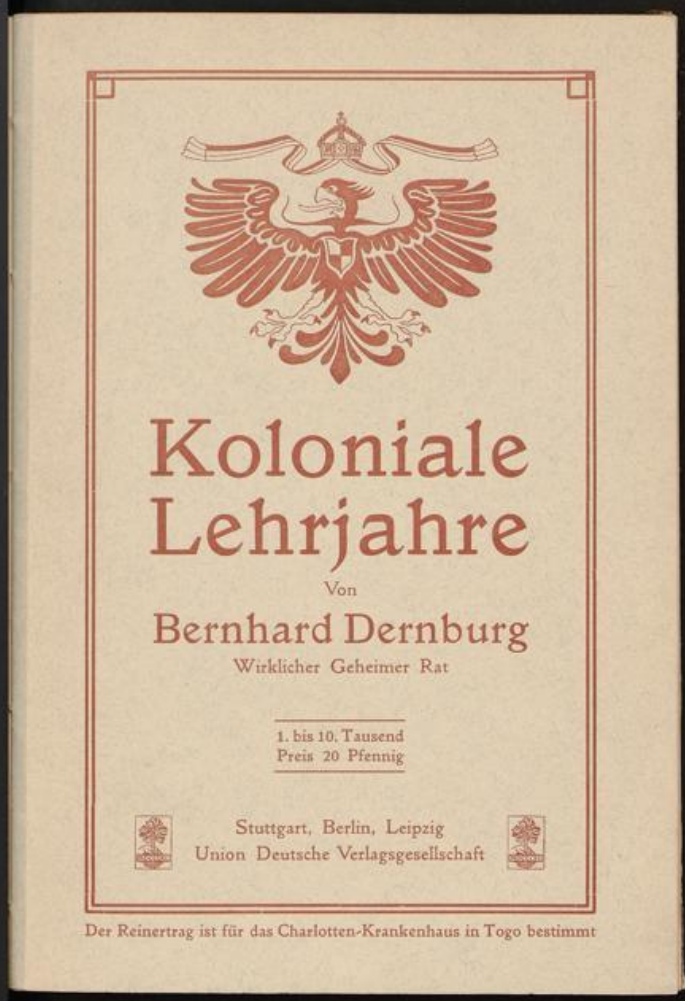 Koloniale
Lehrjahre
Von
Bernhard Dernburg
Wirklicher Geheimer Rat
1. bis 10. Tausend
Preis 20 Pfennig
Stuttgart, Berlin, Leipzig
Union Deutsche Verlagsgesellschaft
Der Reinertrag ist für das Charlotten-Krankenhaus in Togo bestimmt